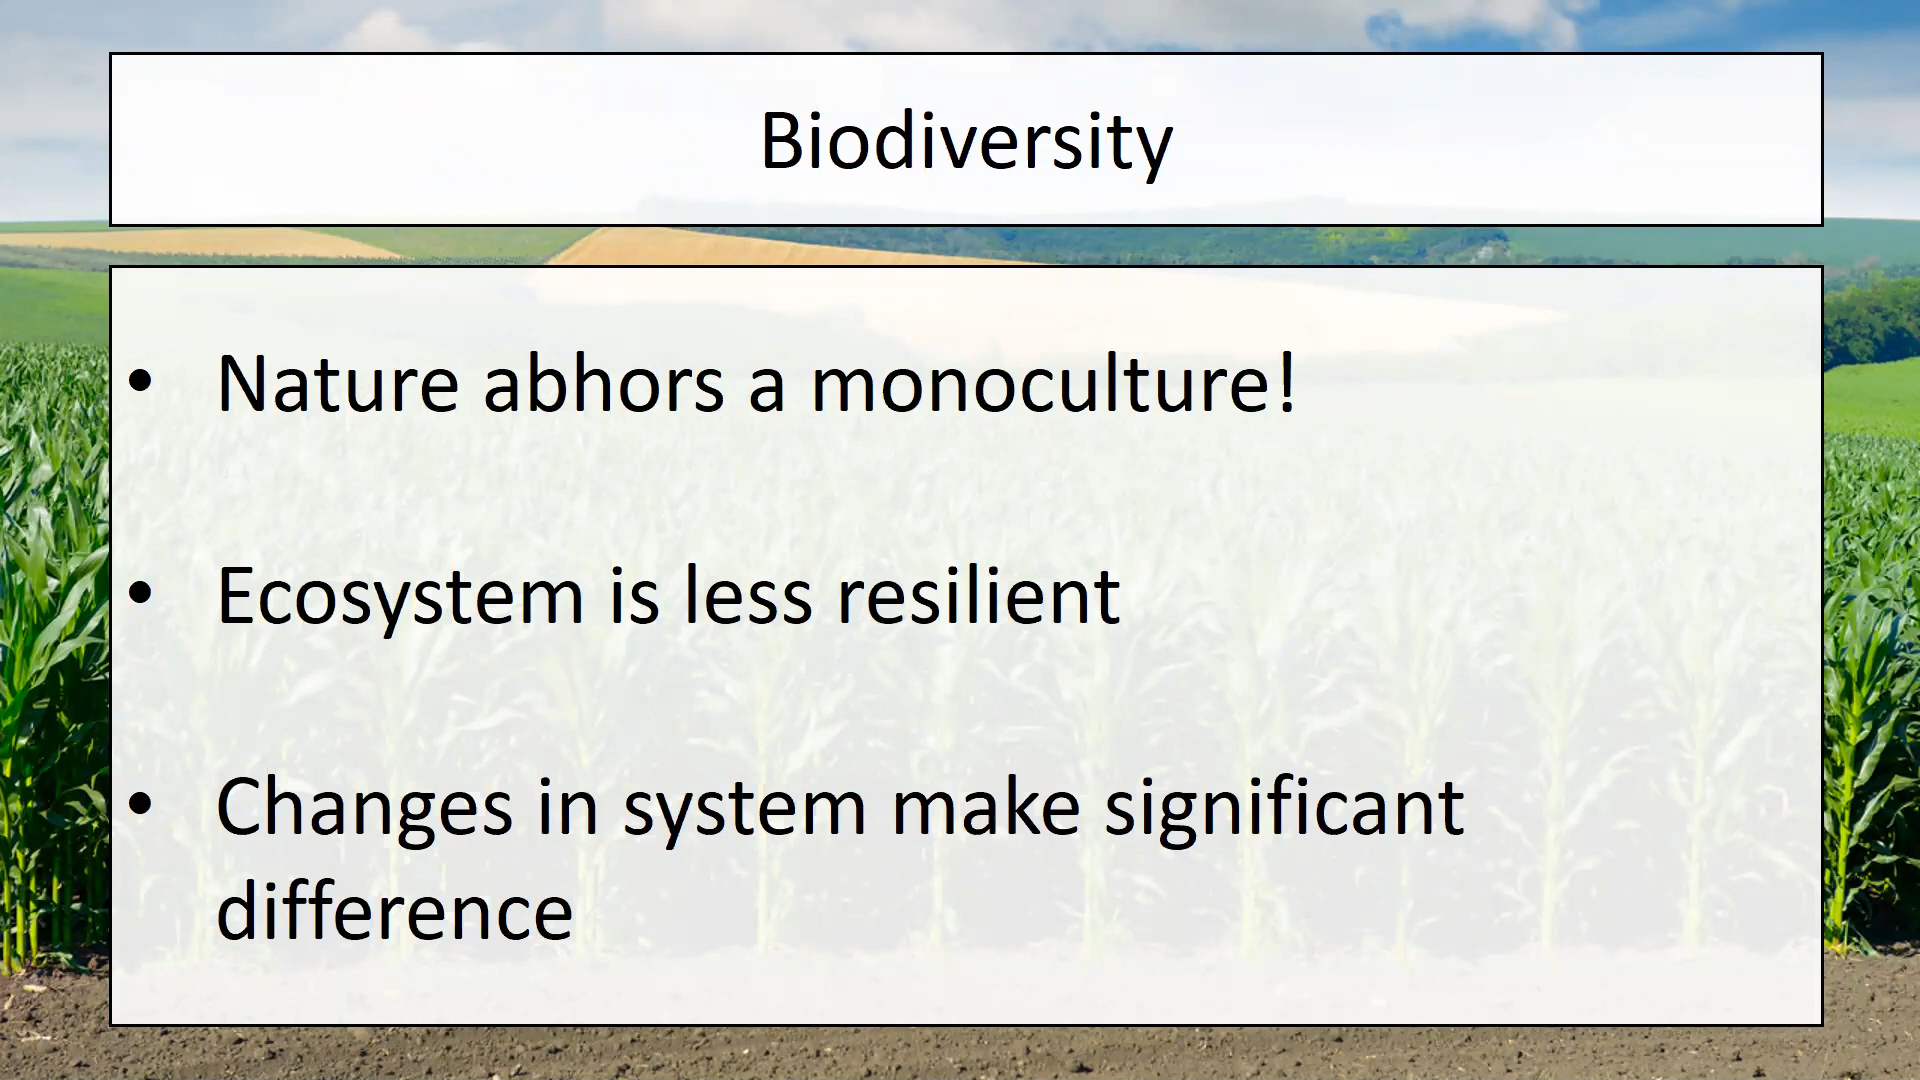 Biodiversity
• Nature abhors a monoculture!
• Ecosystem is less resilient
• Changes in system make significant
difference